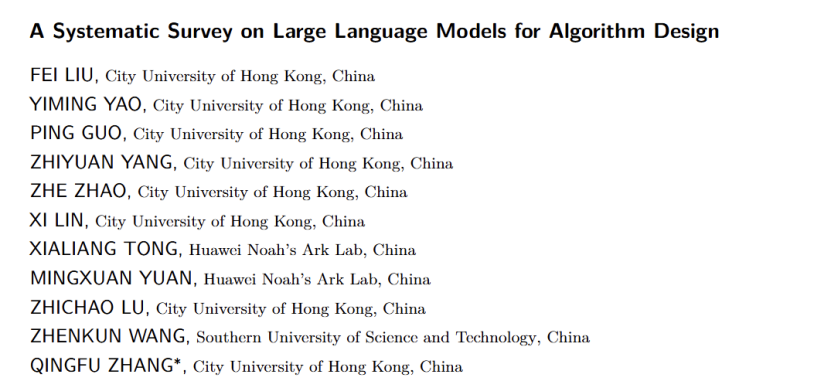 A Systematic Survey on Large Language Models for Algorithm Design
FEI LIU, City University of Hong Kong, China
YIMING YAO, City University of Hong Kong, China
PING GUO, City University of Hong Kong, China
ZHIYUAN YANG, City University of Hong Kong, China
ZHE ZHAO, City University of Hong Kong, China
XI LIN, City University of Hong Kong, China
XIALIANG TONG, Huawei Noah's Ark Lab, China
MINGXUAN YUAN, Huawei Noah's Ark Lab, China
ZHICHAO LU, City University of Hong Kong, China
ZHENKUN WANG, Southern University of Science and Technology, China
QINGFU ZHANG*, City University of Hong Kong, China